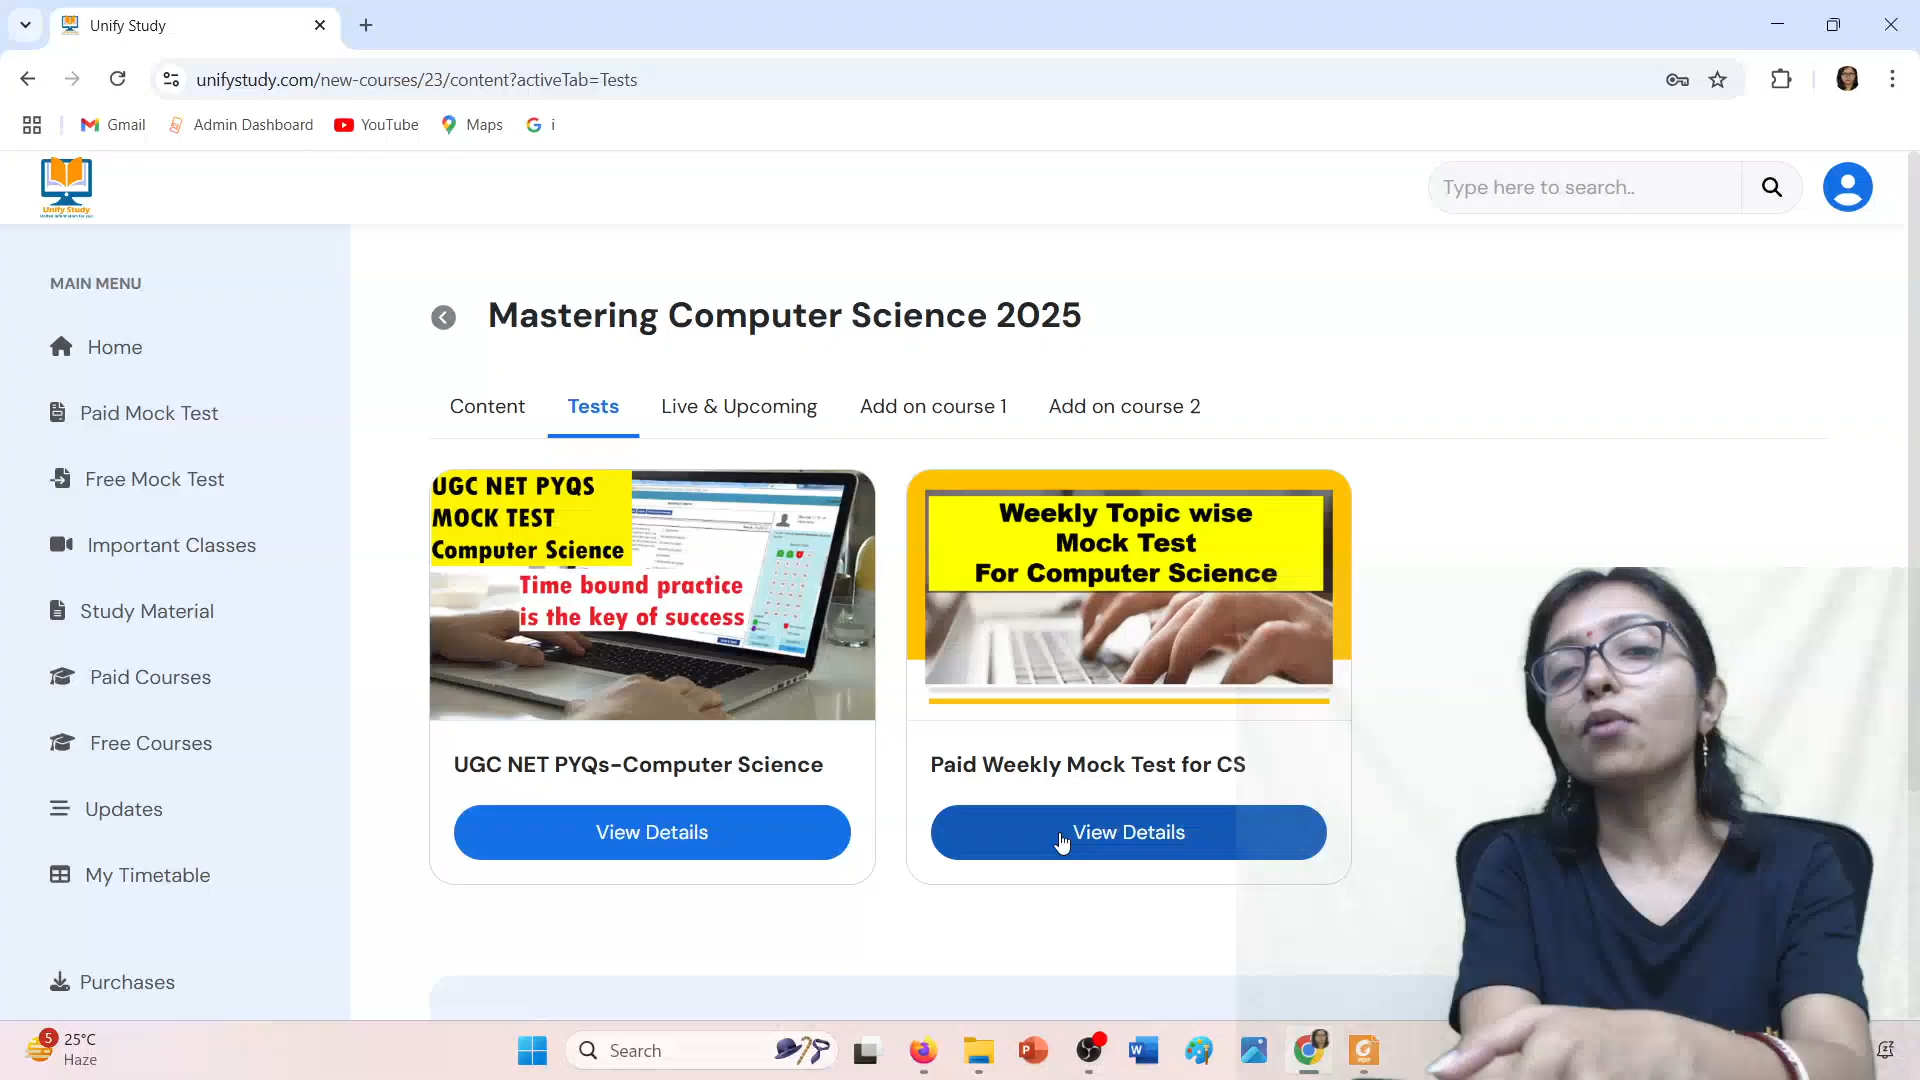 Unify Study
unifystudy.com/new-courses/23/content?activeTab=Tests
Gmail
Admin Dashboard
YouTube
Maps
i
Unify Study
Type here to search..
MAIN MENU
Home
Paid Mock Test
Free Mock Test
Important Classes
Study Material
Paid Courses
Free Courses
Updates
My Timetable
Purchases
Mastering Computer Science 2025
Content
Tests
Live & Upcoming
Add on course 1
Add on course 2
UGC NET PYQS
MOCK TEST
Computer Science
Time bound practice
is the key of success
UGC NET PYQs-Computer Science
View Details
Weekly Topic wise
Mock Test
For Computer Science
Paid Weekly Mock Test for CS
View Details
5
25°C
Haze
Search